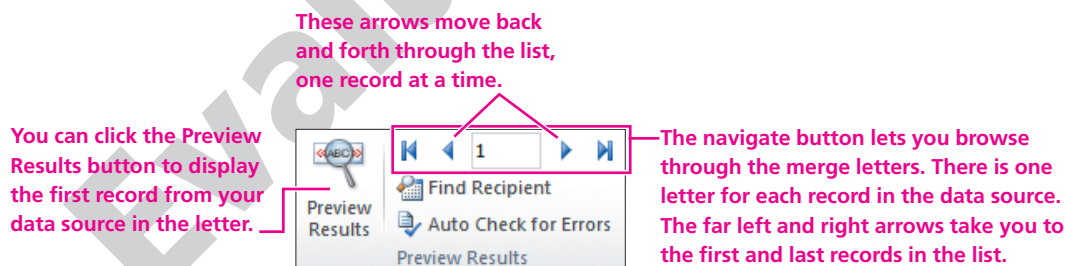 These arrows move back
and forth through the list,
one record at a time.
You can click the Preview
Results button to display
the first record from your
data source in the letter.
«ABC»
Preview
Results
1
Find Recipient
Auto Check for Errors
Preview Results
The navigate button lets you browse
through the merge letters. There is one
letter for each record in the data source.
The far left and right arrows take you to
the first and last records in the list.
Eval